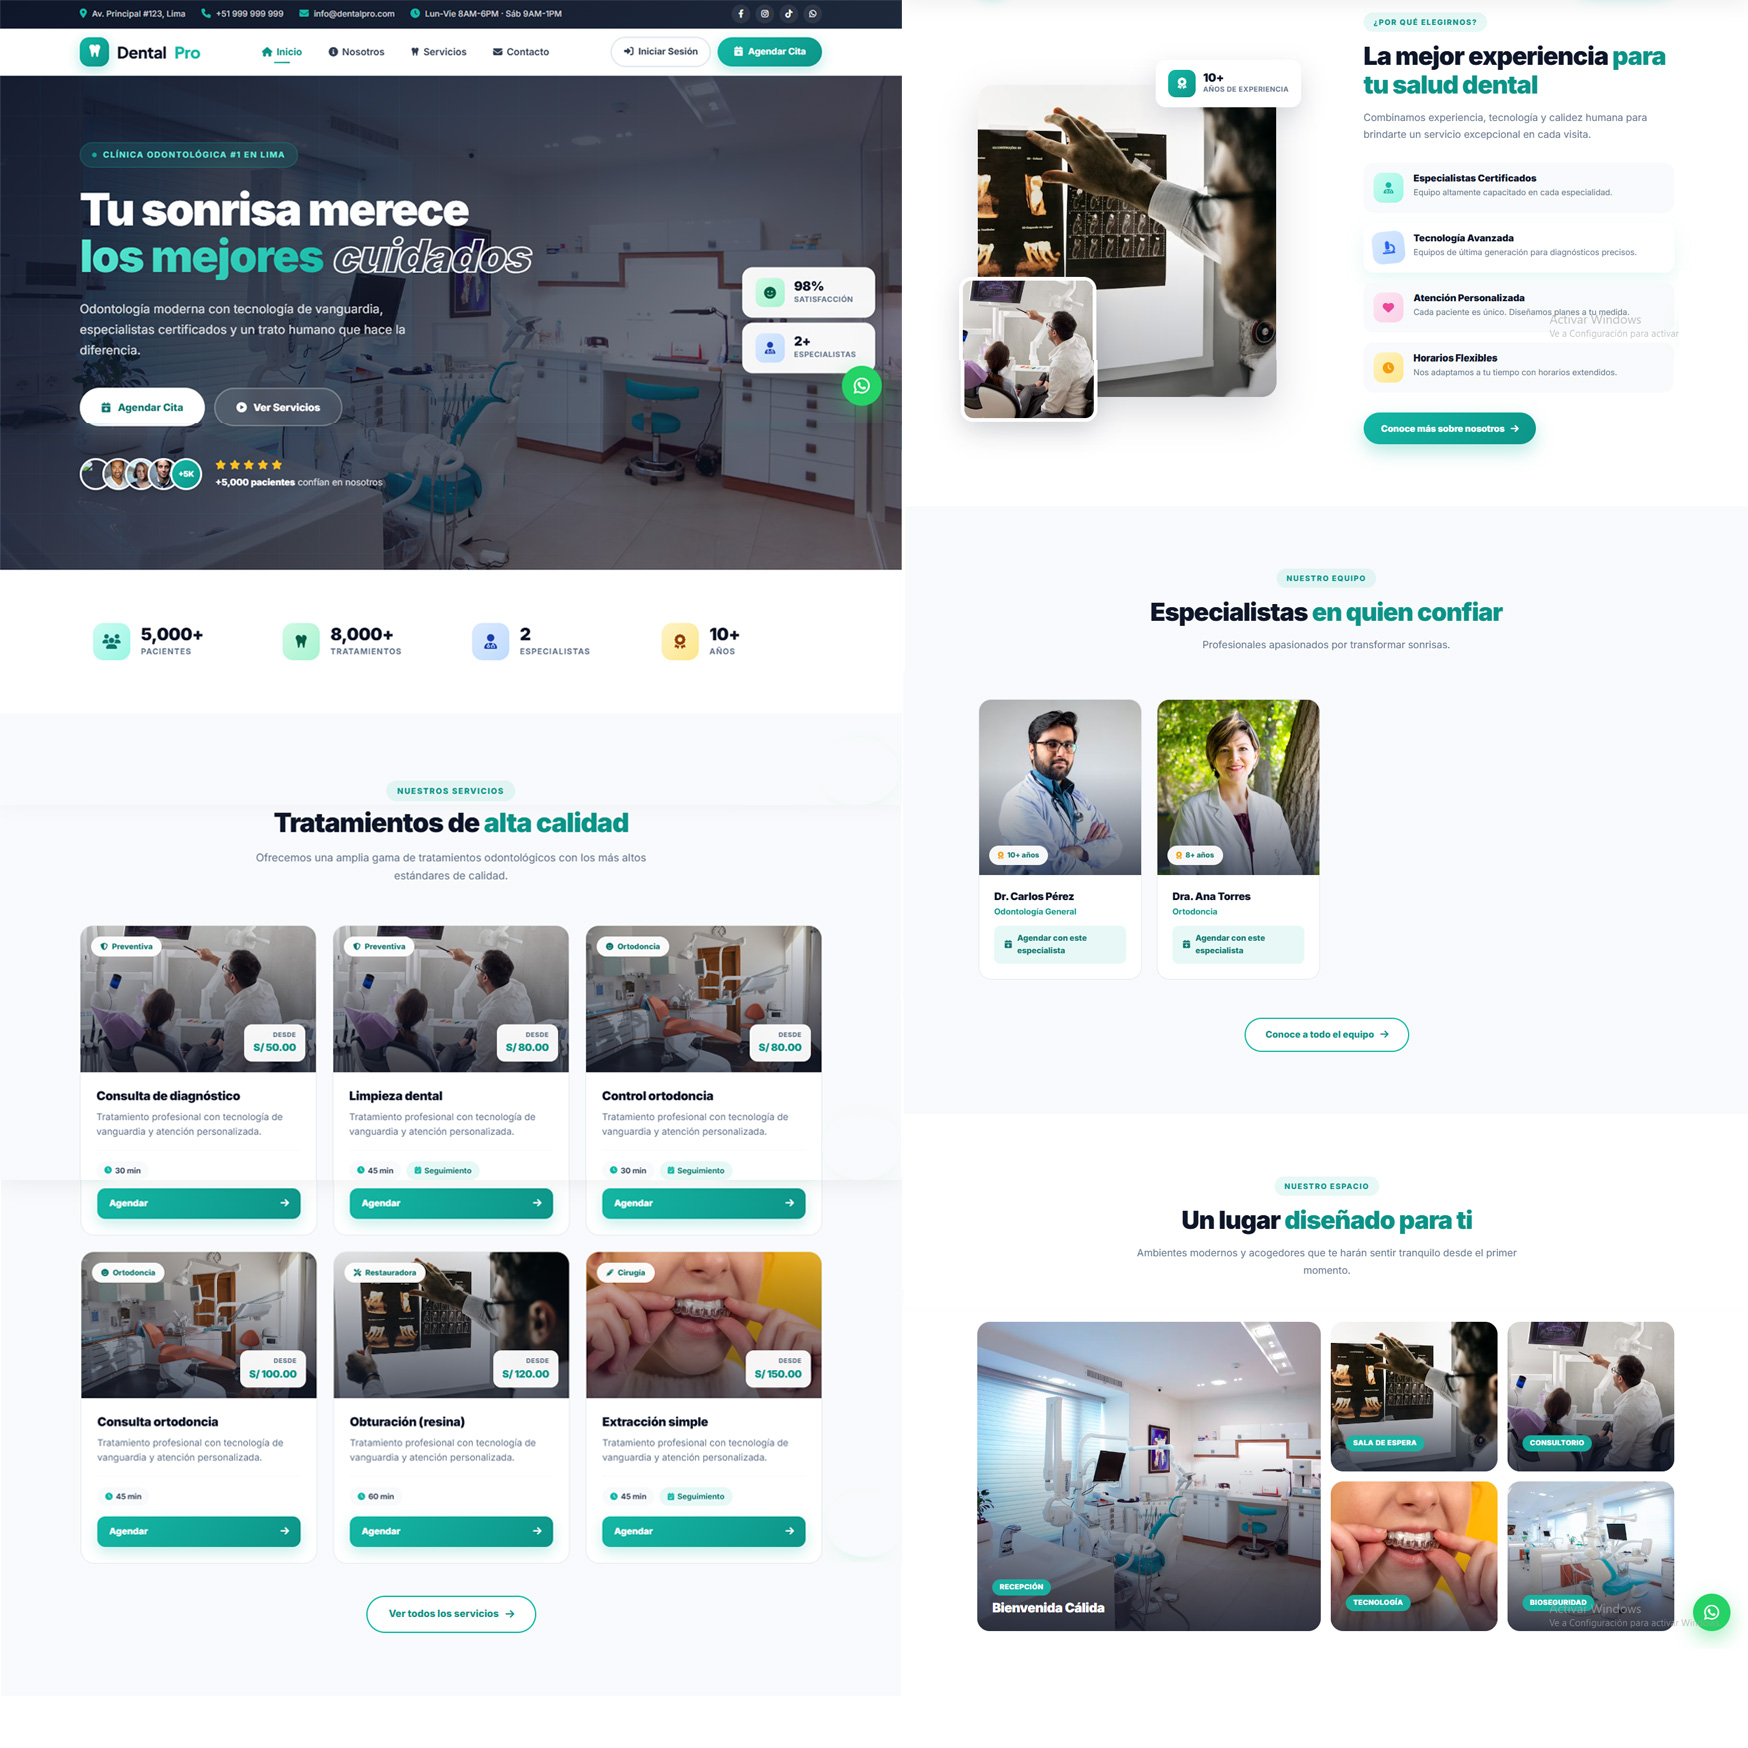 Av. Principal #123, Lima
+51 999 999 999
info@dentalpro.com
Lun-Vie 8AM-6PM · Sáb 9AM-1PM
Dental Pro
Inicio
Nosotros
Servicios
Contacto
Iniciar Sesión
Agendar Cita
CLÍNICA ODONTOLÓGICA #1 EN LIMA
Tu sonrisa merece
los mejores cuidados
Odontología moderna con tecnología de vanguardia,
especialistas certificados y un trato humano que hace la
diferencia.
Agendar Cita
Ver Servicios
+5K
+5,000 pacientes confían en nosotros
98%
SATISFACCIÓN
2+
ESPECIALISTAS
5,000+
PACIENTES
8,000+
TRATAMIENTOS
2
ESPECIALISTAS
10+
AÑOS
NUESTROS SERVICIOS
Tratamientos de alta calidad
Ofrecemos una amplia gama de tratamientos odontológicos con los más altos
estándares de calidad.
Preventiva
DESDE
S/ 50.00
Consulta de diagnóstico
Tratamiento profesional con tecnología de
vanguardia y atención personalizada.
30 min
Agendar
Preventiva
DESDE
S/ 80.00
Limpieza dental
Tratamiento profesional con tecnología de
vanguardia y atención personalizada.
45 min
Seguimiento
Agendar
Ortodoncia
DESDE
S/ 80.00
Control ortodoncia
Tratamiento profesional con tecnología de
vanguardia y atención personalizada.
30 min
Seguimiento
Agendar
Ortodoncia
DESDE
S/ 100.00
Consulta ortodoncia
Tratamiento profesional con tecnología de
vanguardia y atención personalizada.
45 min
Agendar
Restauradora
DESDE
S/ 120.00
Obturación (resina)
Tratamiento profesional con tecnología de
vanguardia y atención personalizada.
60 min
Agendar
Cirugía
DESDE
S/ 150.00
Extracción simple
Tratamiento profesional con tecnología de
vanguardia y atención personalizada.
45 min
Seguimiento
Agendar
Ver todos los servicios
10+
AÑOS DE EXPERIENCIA
¿POR QUÉ ELEGIRNOS?
La mejor experiencia para
tu salud dental
Combinamos experiencia, tecnología y calidez humana para
brindarte un servicio excepcional en cada visita.
Especialistas Certificados
Equipo altamente capacitado en cada especialidad.
Tecnología Avanzada
Equipos de última generación para diagnósticos precisos.
Atención Personalizada
Cada paciente es único. Diseñamos planes a tu medida.
Activar Windows
Ve a Configuración para activar
Horarios Flexibles
Nos adaptamos a tu tiempo con horarios extendidos.
Conoce más sobre nosotros
NUESTRO EQUIPO
Especialistas en quien confiar
Profesionales apasionados por transformar sonrisas.
10+ años
Dr. Carlos Pérez
Odontología General
Agendar con este
especialista
8+ años
Dra. Ana Torres
Ortodoncia
Agendar con este
especialista
Conoce a todo el equipo
NUESTRO ESPACIO
Un lugar diseñado para ti
Ambientes modernos y acogedores que te harán sentir tranquilo desde el primer
momento.
RECEPCIÓN
Bienvenida Cálida
SALA DE ESPERA
CONSULTORIO
TECNOLOGÍA
BIOSEGURIDAD
Activar Windows
Ve a Configuración para activar